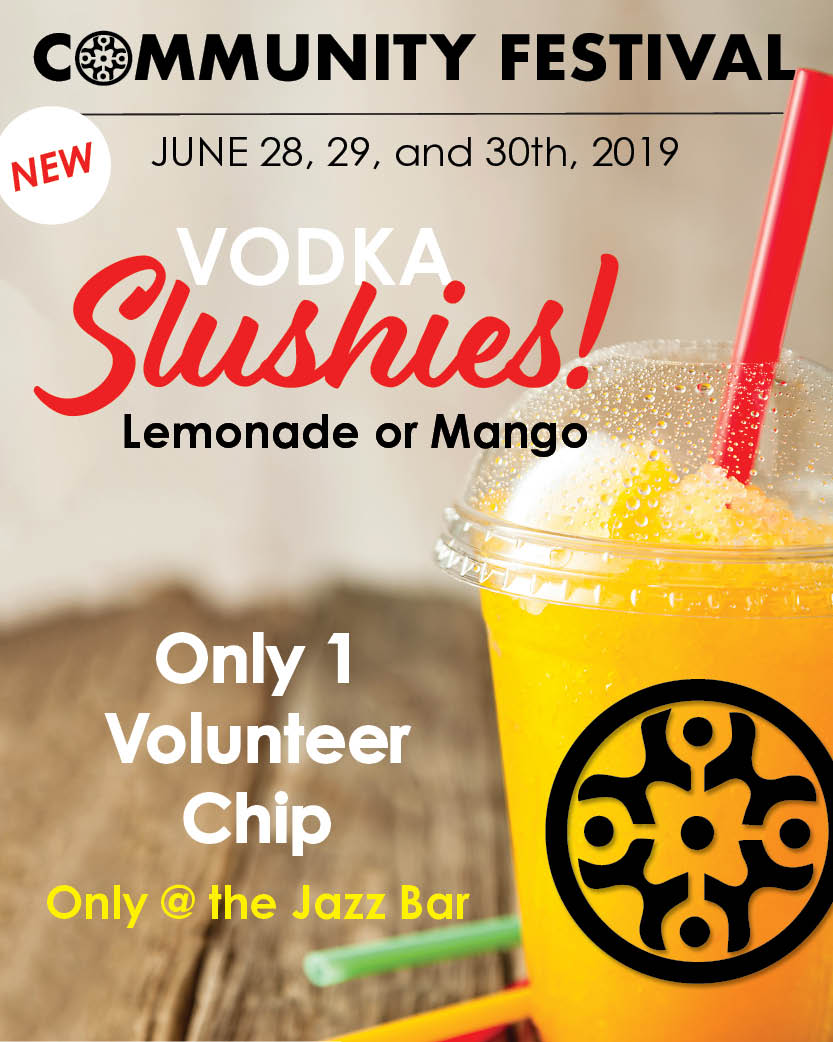 COMMUNITY FESTIVAL
JUNE 28, 29, and 30th, 2019
NEW
VODKA
Slushies!
Lemonade or Mango
Only 1
Volunteer
Chip
Only @ the Jazz Bar